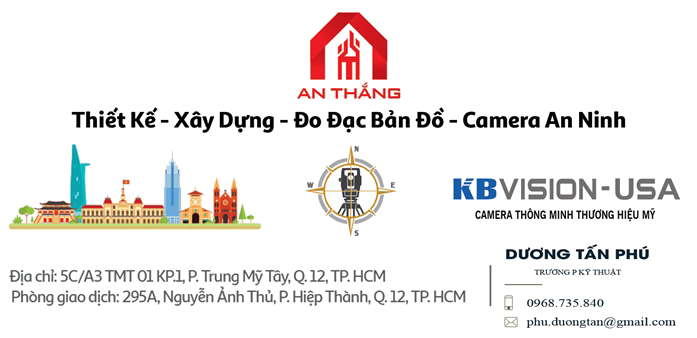 AN THẮNG
Thiết Kế - Xây Dựng - Đo Đạc Bản Đồ - Camera An Ninh
N
W E
S
KBVISION-USA
CAMERA THÔNG MINH THƯƠNG HIỆU MỸ
DƯƠNG TẤN PHÚ
TRƯỞNG P KỸ THUẬT
Địa chỉ: 5C/A3 TMT 01 KP.1, P. Trung Mỹ Tây, Q. 12, TP. HCM
Phòng giao dịch: 295A, Nguyễn Ảnh Thủ, P. Hiệp Thành, Q. 12, TP. HCM
0968.735.840
phu.duongtan@gmail.com